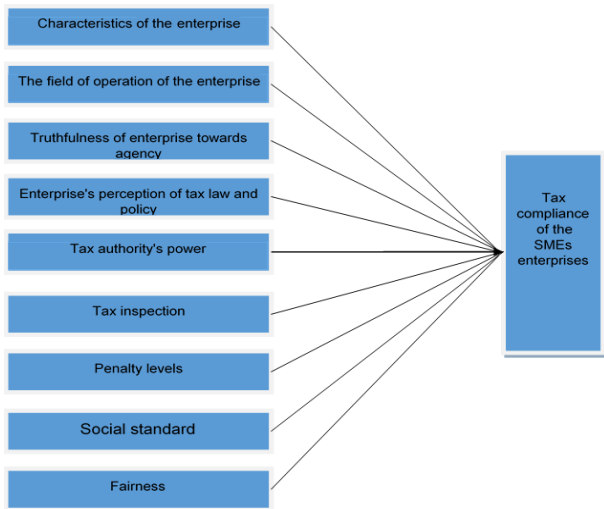 Characteristics of the enterprise
The field of operation of the enterprise
Truthfulness of enterprise towards
agency
Enterprise's perception of tax law and
policy
Tax authority's power
Tax inspection
Penalty levels
Social standard
Fairness
Tax
compliance
of the
SMEs
enterprises